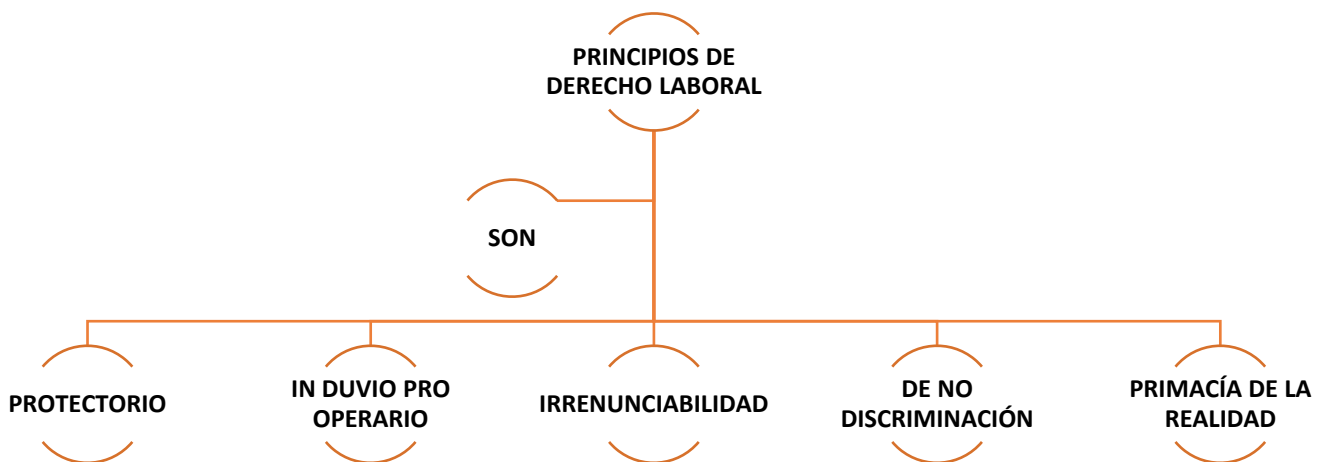 PRINCIPIOS DE
DERECHO LABORAL
SON
PROTECTORIO
IN DUVIO PRO
OPERARIO
IRRENUNCIABILIDAD
DE NO
DISCRIMINACIÓN
PRIMACÍA DE LA
REALIDAD